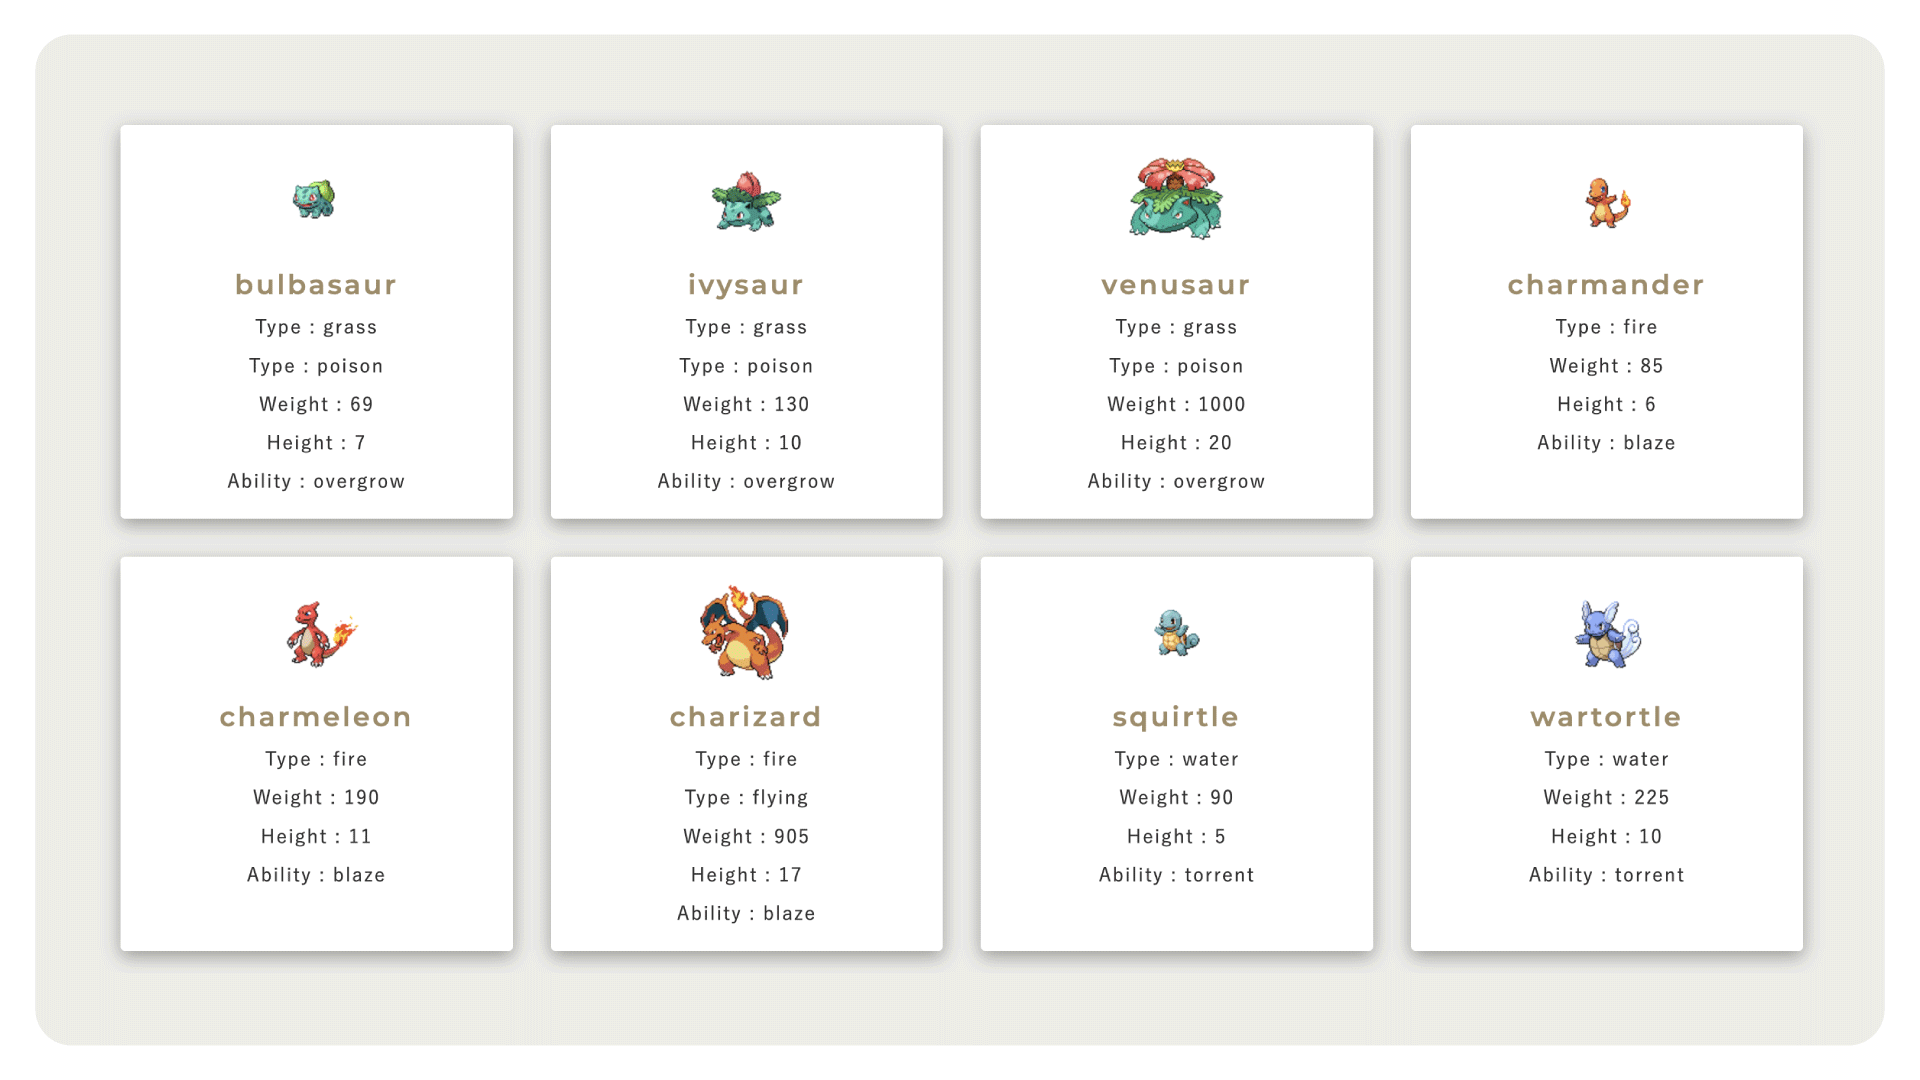 bulbasaur
Type : grass
Type : poison
Weight : 69
Height : 7
Ability : overgrow
ivysaur
Type : grass
Type : poison
Weight : 130
Height : 10
Ability : overgrow
venusaur
Type : grass
Type : poison
Weight : 1000
Height : 20
Ability : overgrow
charmander
Type : fire
Weight : 85
Height : 6
Ability : blaze
charmeleon
Type : fire
Weight : 190
Height : 11
Ability : blaze
charizard
Type : fire
Type : flying
Weight : 905
Height : 17
Ability : blaze
squirtle
Type : water
Weight : 90
Height : 5
Ability : torrent
wartortle
Type : water
Weight : 225
Height : 10
Ability : torrent